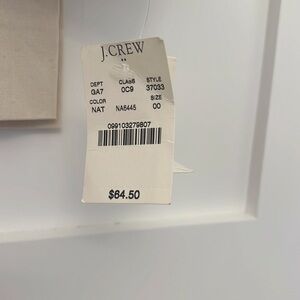 J.CREW
DEPT CLASS STYLE
GA7 0C9 37033
COLOR SIZE
NAT NA6445 00
099103279807
$64.50